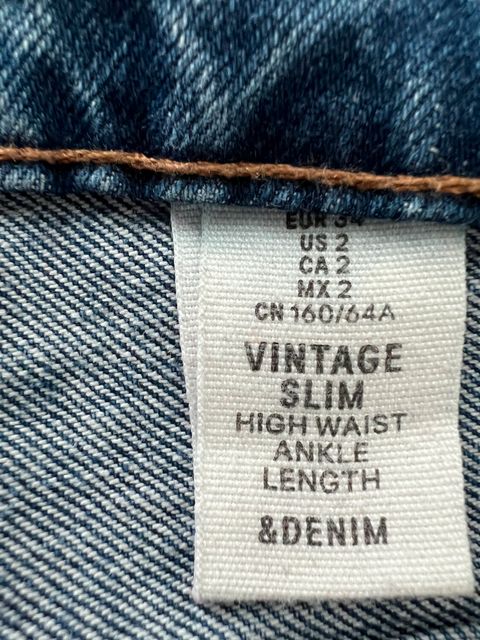 EUR 34
US 2
CA 2
MX 2
CN 160/64A
VINTAGE
SLIM
HIGH WAIST
ANKLE
LENGTH
&DENIM